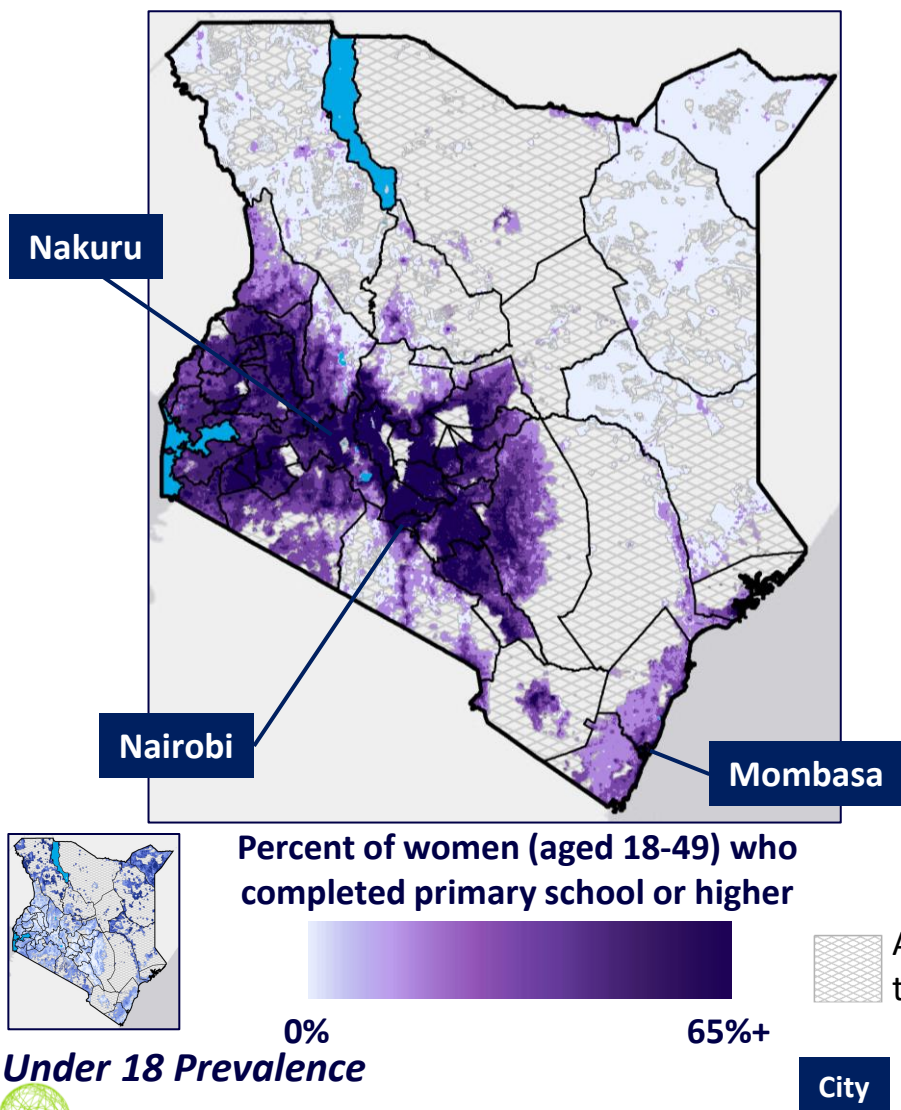 Nakuru
Nairobi
Mombasa
Percent of women (aged 18-49) who
completed primary school or higher
0%
65%+
Under 18 Prevalence
City